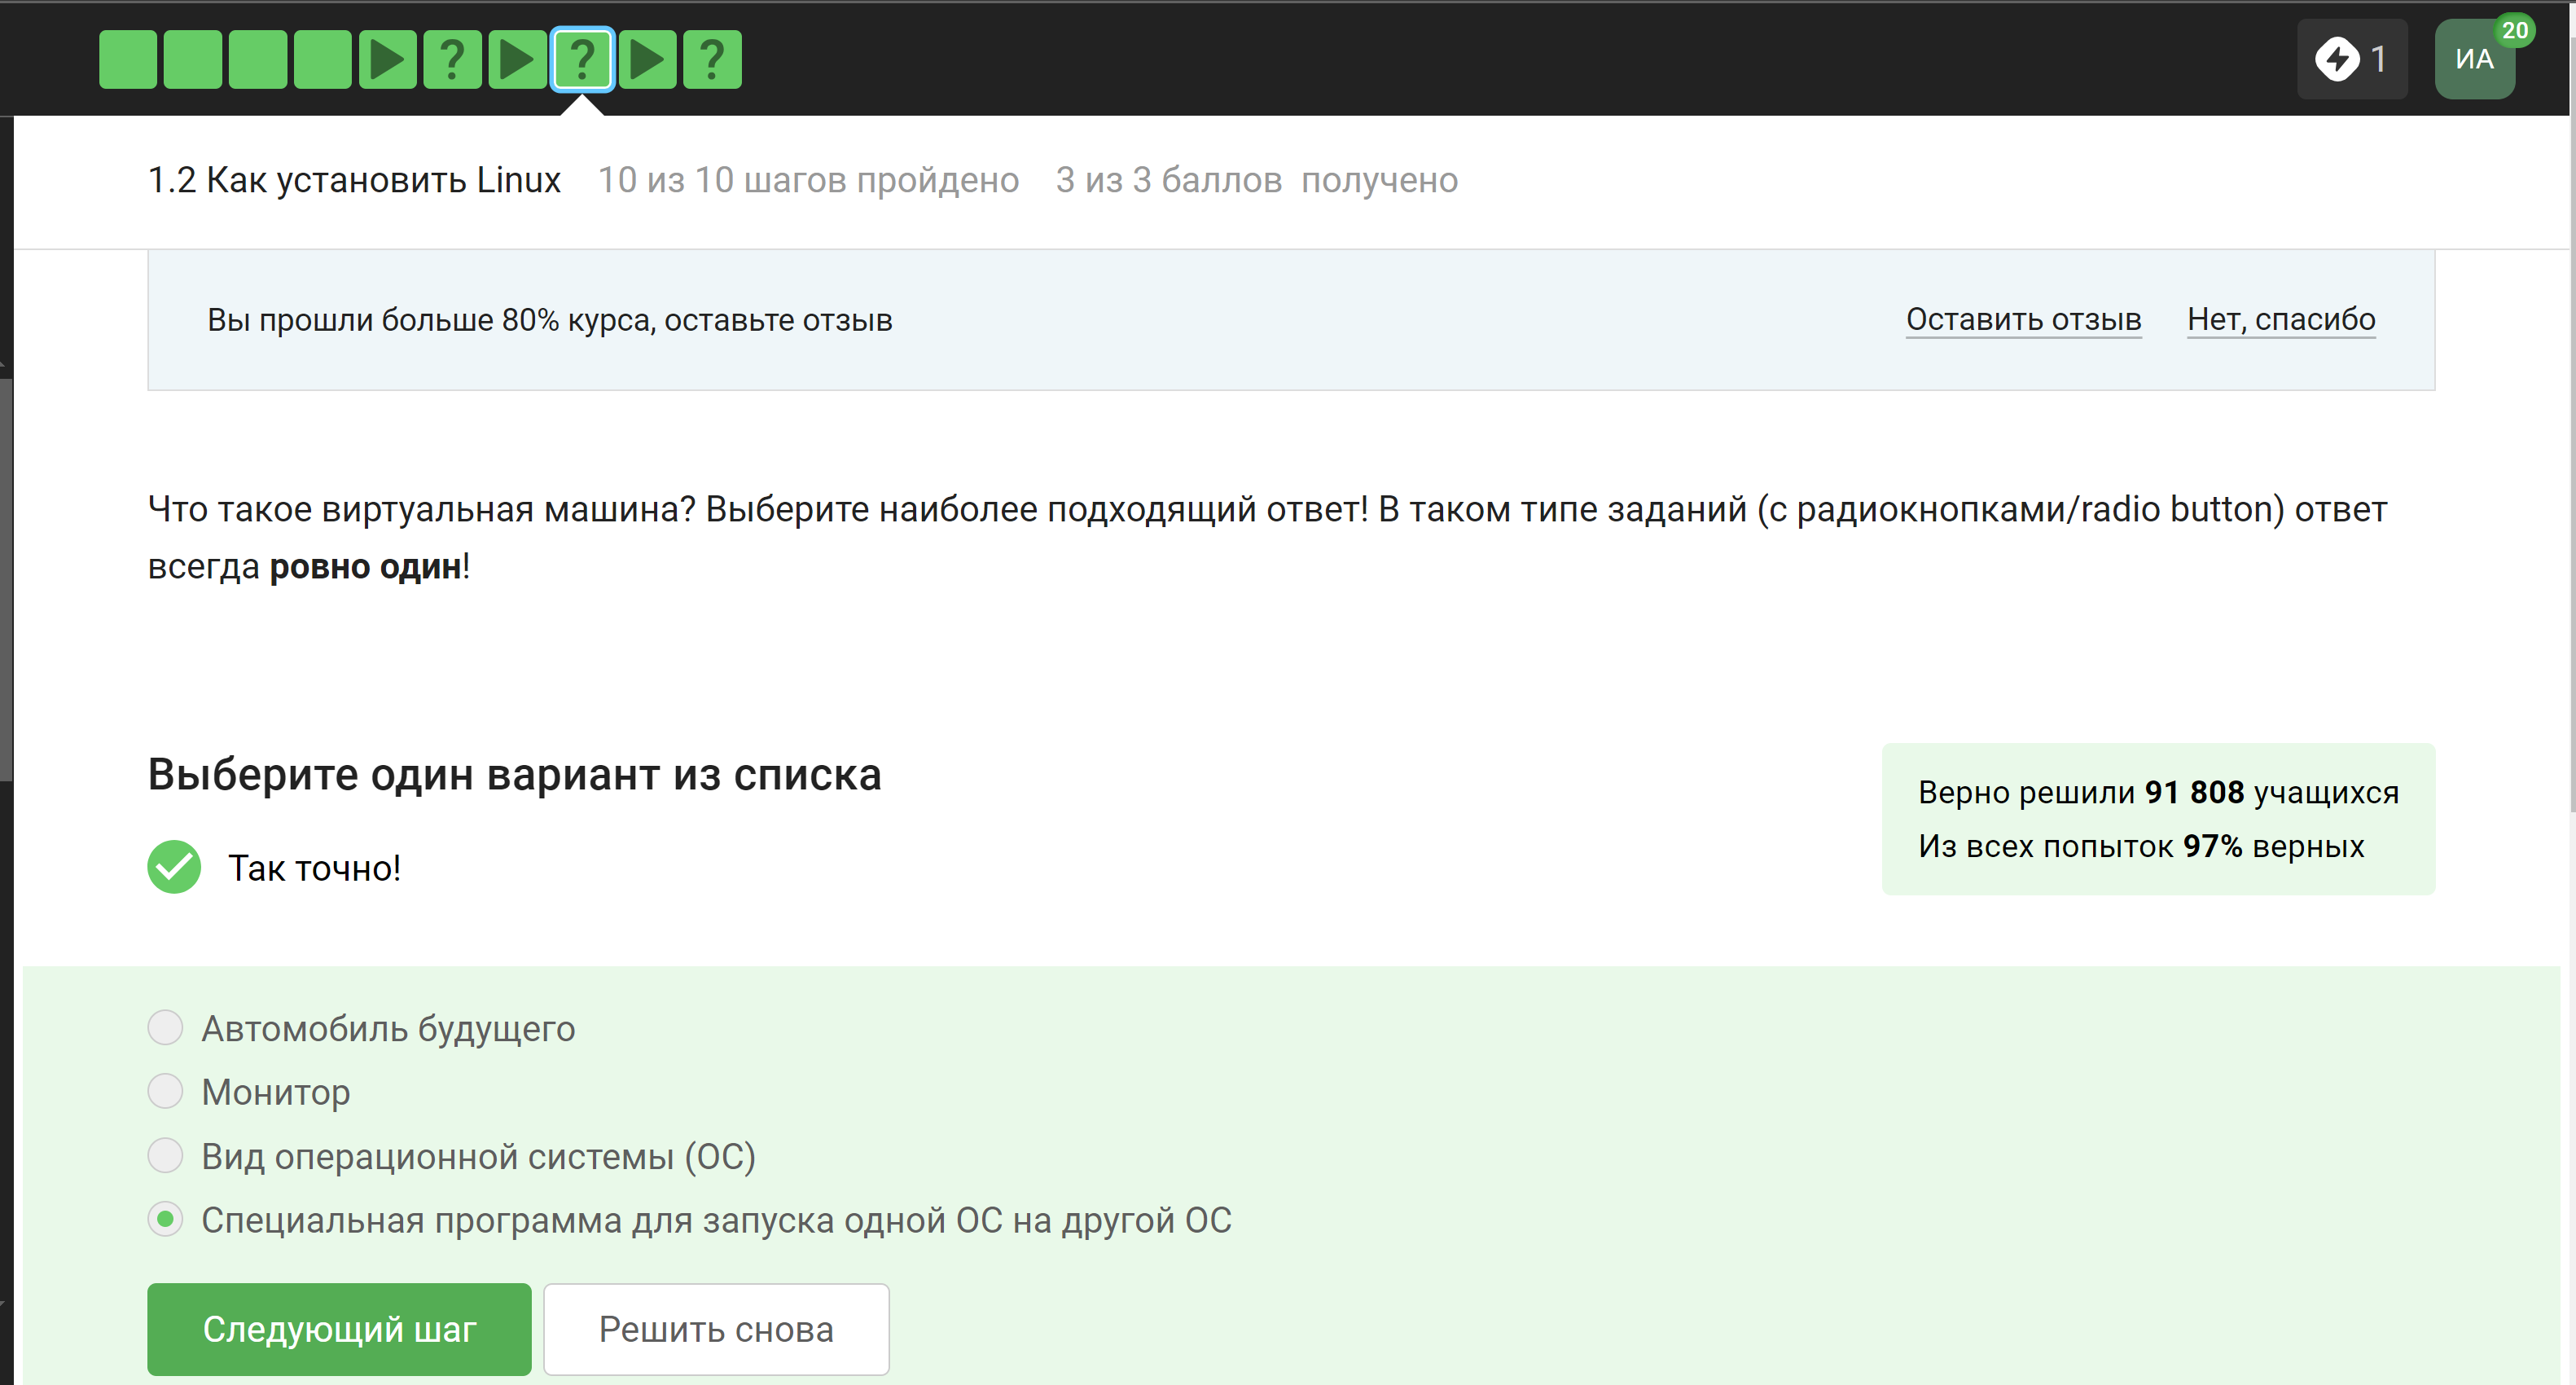 ? ? ?
1
ИА
20
1.2 Как установить Linux 10 из 10 шагов пройдено 3 из 3 баллов получено
Вы прошли больше 80% курса, оставьте отзыв
Оставить отзыв Нет, спасибо
Что такое виртуальная машина? Выберите наиболее подходящий ответ! В таком типе заданий (с радиокнопками/radio button) ответ
всегда ровно один!
Выберите один вариант из списка
Так точно!
Верно решили 91 808 учащихся
Из всех попыток 97% верных
Автомобиль будущего
Монитор
Вид операционной системы (ОС)
Специальная программа для запуска одной ОС на другой ОС
Следующий шаг Решить снова